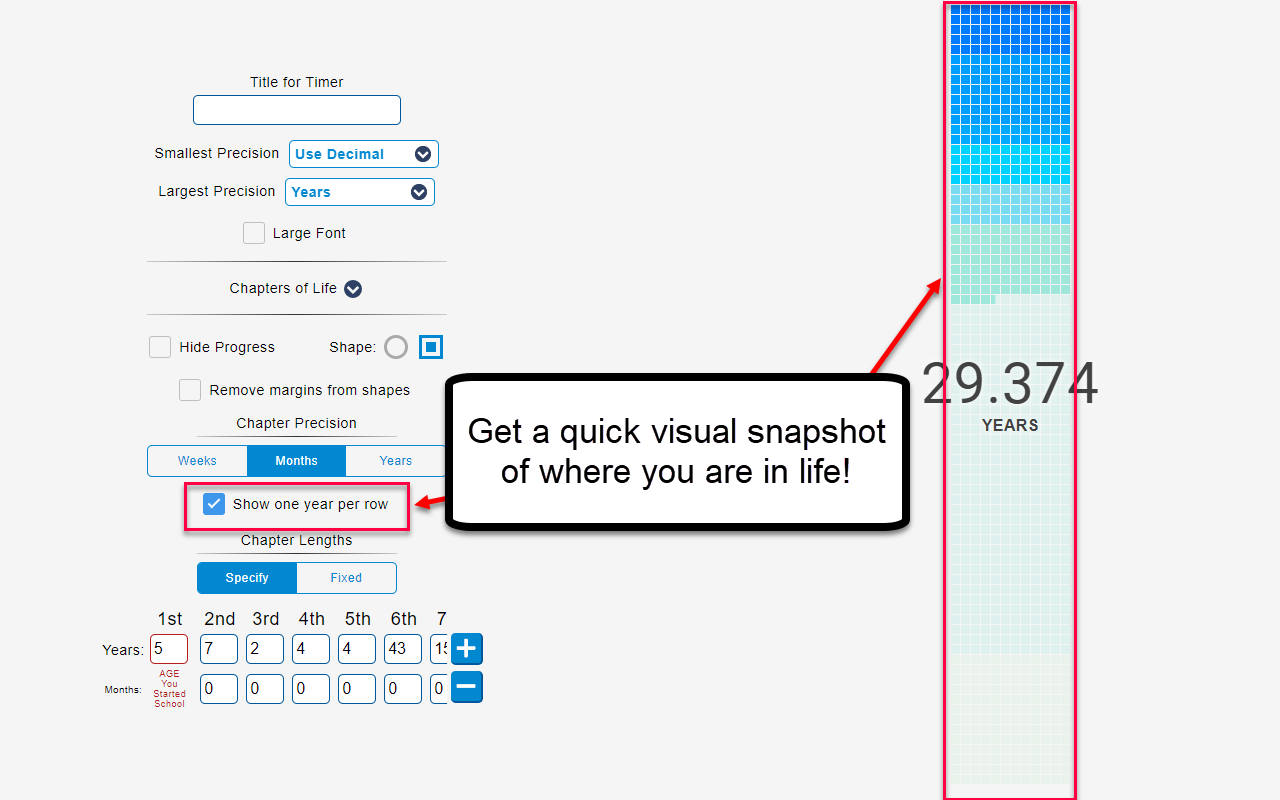 Title for Timer
Smallest Precision Use Decimal
Largest Precision Years
Large Font
Chapters of Life
Hide Progress Shape:
Remove margins from shapes
Chapter Precision
Weeks Months Years
Show one year per row
Chapter Lengths
Specify Fixed
1st 2nd 3rd 4th 5th 6th 7
Years: 5 7 2 4 4 43 15
Months: 0 0 0 0 0 0
AGE
You
Started
School
Get a quick visual snapshot
of where you are in life!
29.374
YEARS